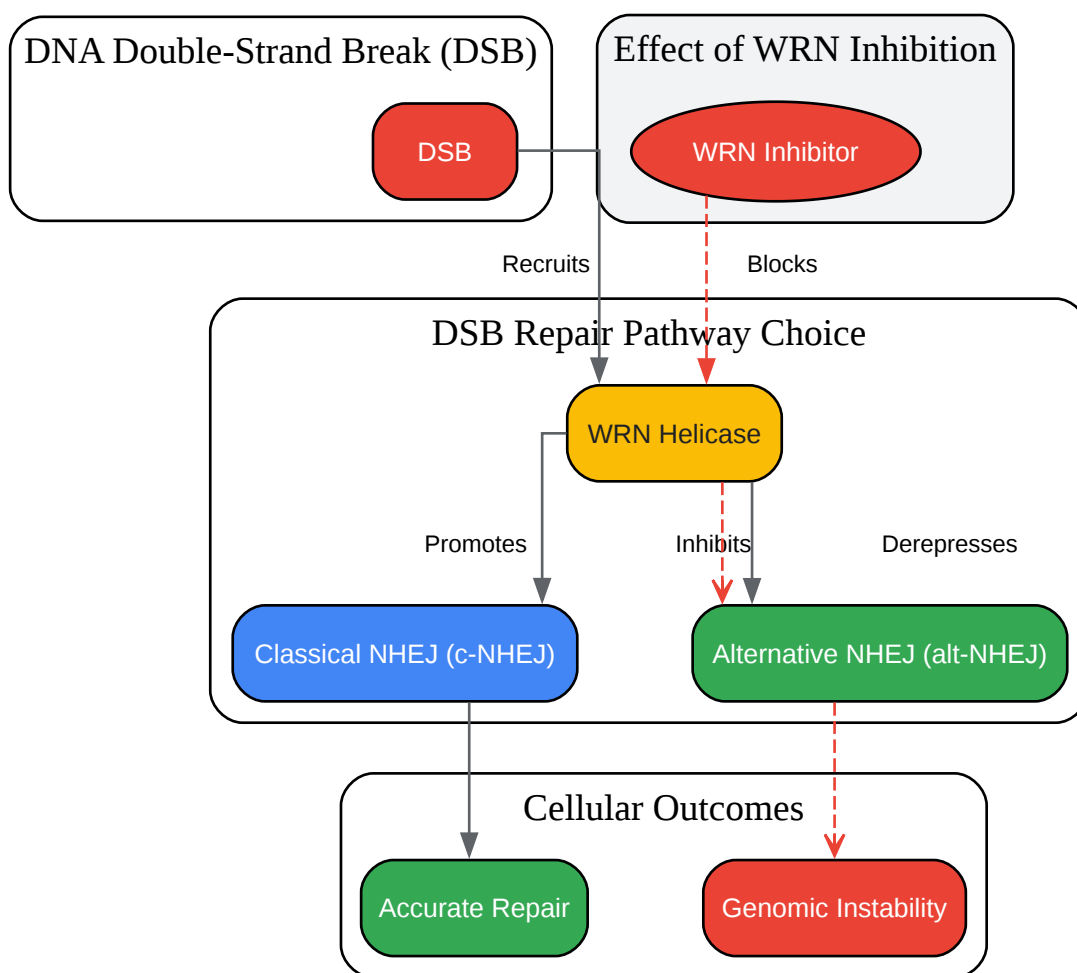 DNA Double-Strand Break (DSB)
Effect of WRN Inhibition
DSB
WRN Inhibitor
Recruits
Blocks
DSB Repair Pathway Choice
WRN Helicase
Promotes
Inhibits
Derepresses
Classical NHEJ (c-NHEJ)
Alternative NHEJ (alt-NHEJ)
Cellular Outcomes
Accurate Repair
Genomic Instability